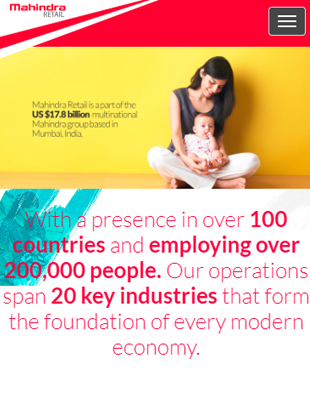 Mahindra
RETAIL
Mahindra Retail is a part of the
US $17.8 billion multinational
Mahindra group based in
Mumbai, India.
With a presence in over 100
countries and employing over
200,000 people. Our operations
span 20 key industries that form
the foundation of every modern
economy.